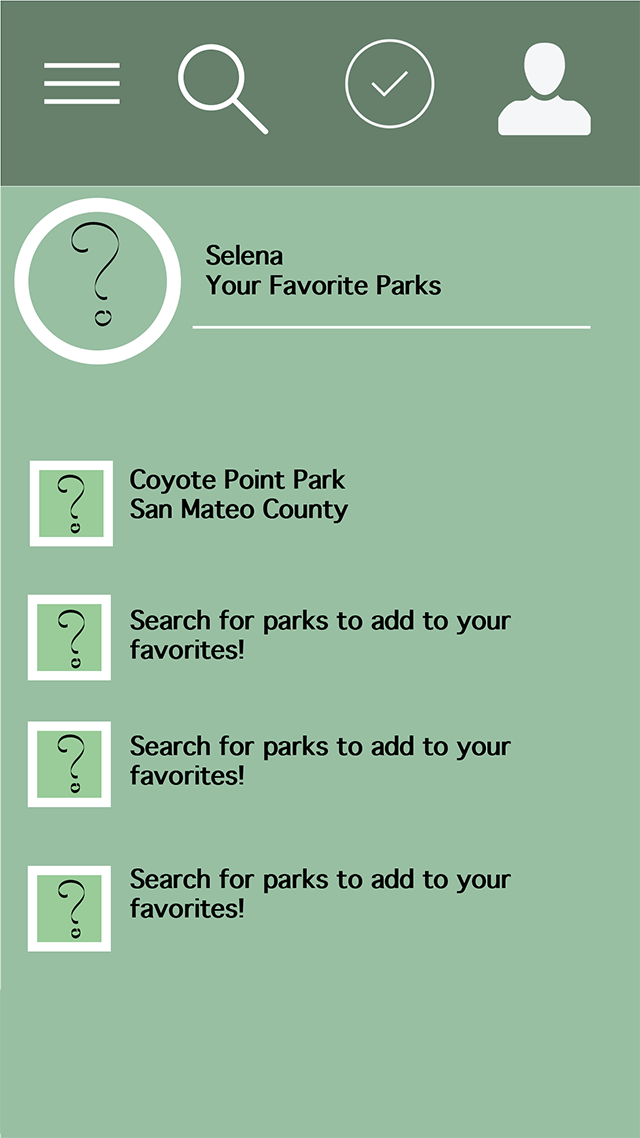 ?
Selena
Your Favorite Parks
?
Coyote Point Park
San Mateo County
?
Search for parks to add to your
favorites!
?
Search for parks to add to your
favorites!
?
Search for parks to add to your
favorites!